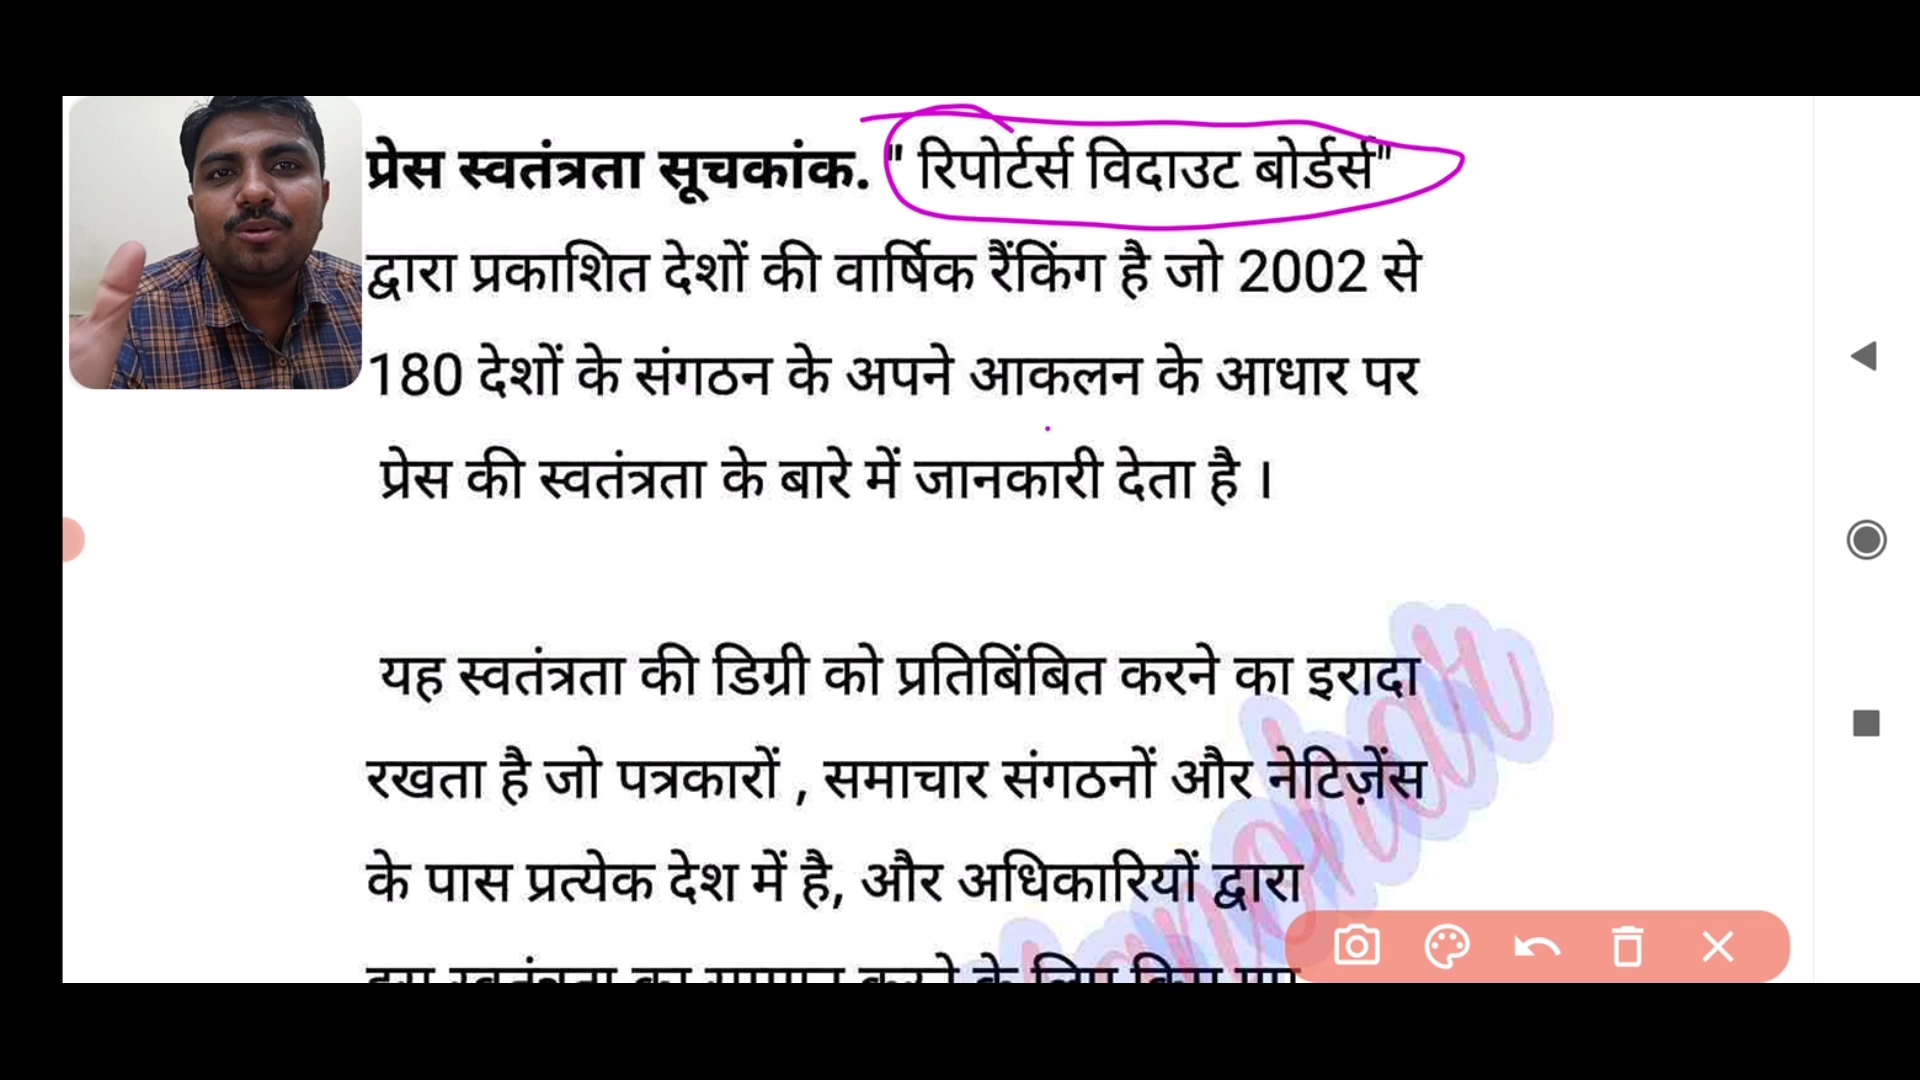 प्रेस स्वतंत्रता सूचकांक. " रिपोर्टर्स विदाउट बोर्डर्स"
द्वारा प्रकाशित देशों की वार्षिक रैंकिंग है जो 2002 से
180 देशों के संगठन के अपने आकलन के आधार पर
प्रेस की स्वतंत्रता के बारे में जानकारी देता है ।
यह स्वतंत्रता की डिग्री को प्रतिबिंबित करने का इरादा
रखता है जो पत्रकारों , समाचार संगठनों और नेटिज़ेंस
के पास प्रत्येक देश में है, और अधिकारियों द्वारा